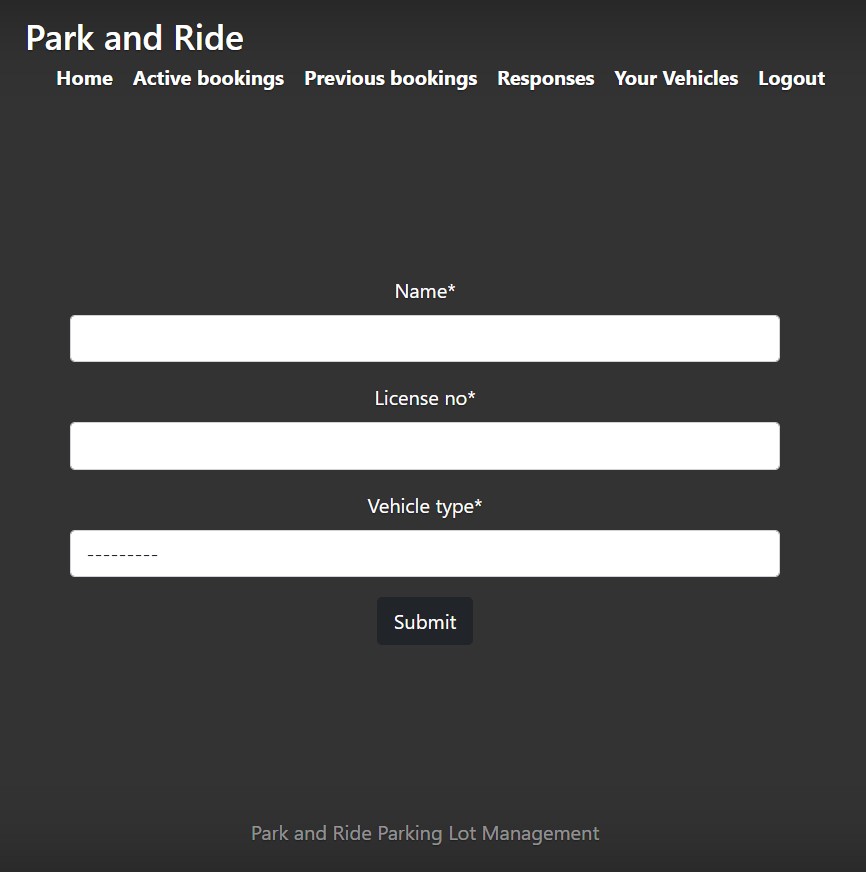 Park and Ride
Home Active bookings Previous bookings Responses Your Vehicles Logout
Name*
License no*
Vehicle type*
---------
Submit
Park and Ride Parking Lot Management